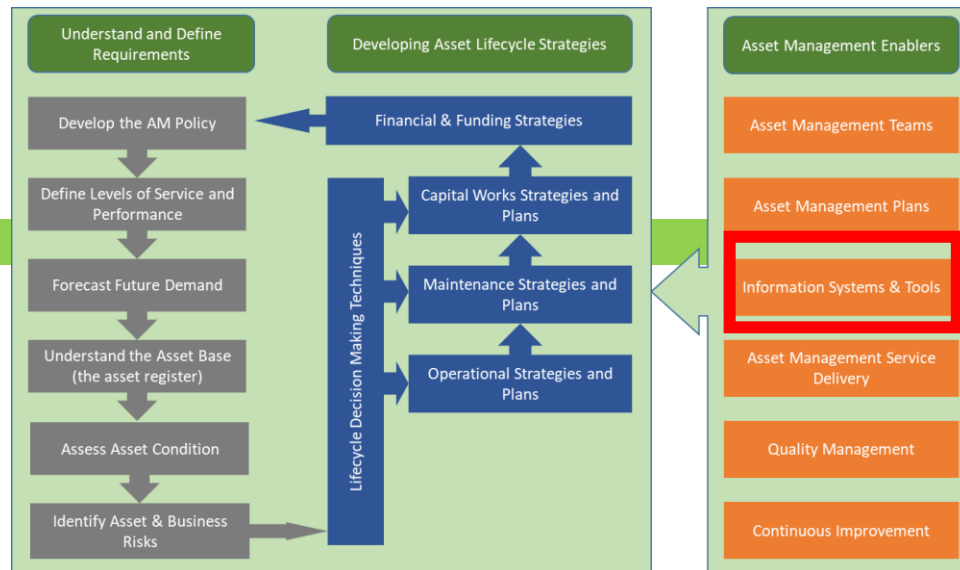 Understand and Define
Requirements
Developing Asset Lifecycle Strategies
Asset Management Enablers
Develop the AM Policy
Define Levels of Service and
Performance
Forecast Future Demand
Understand the Asset Base
(the asset register)
Assess Asset Condition
Identify Asset & Business
Risks
Lifecycle Decision Making Techniques
Financial & Funding Strategies
Capital Works Strategies and
Plans
Maintenance Strategies and
Plans
Operational Strategies and
Plans
Asset Management Teams
Asset Management Plans
Information Systems & Tools
Asset Management Service
Delivery
Quality Management
Continuous Improvement